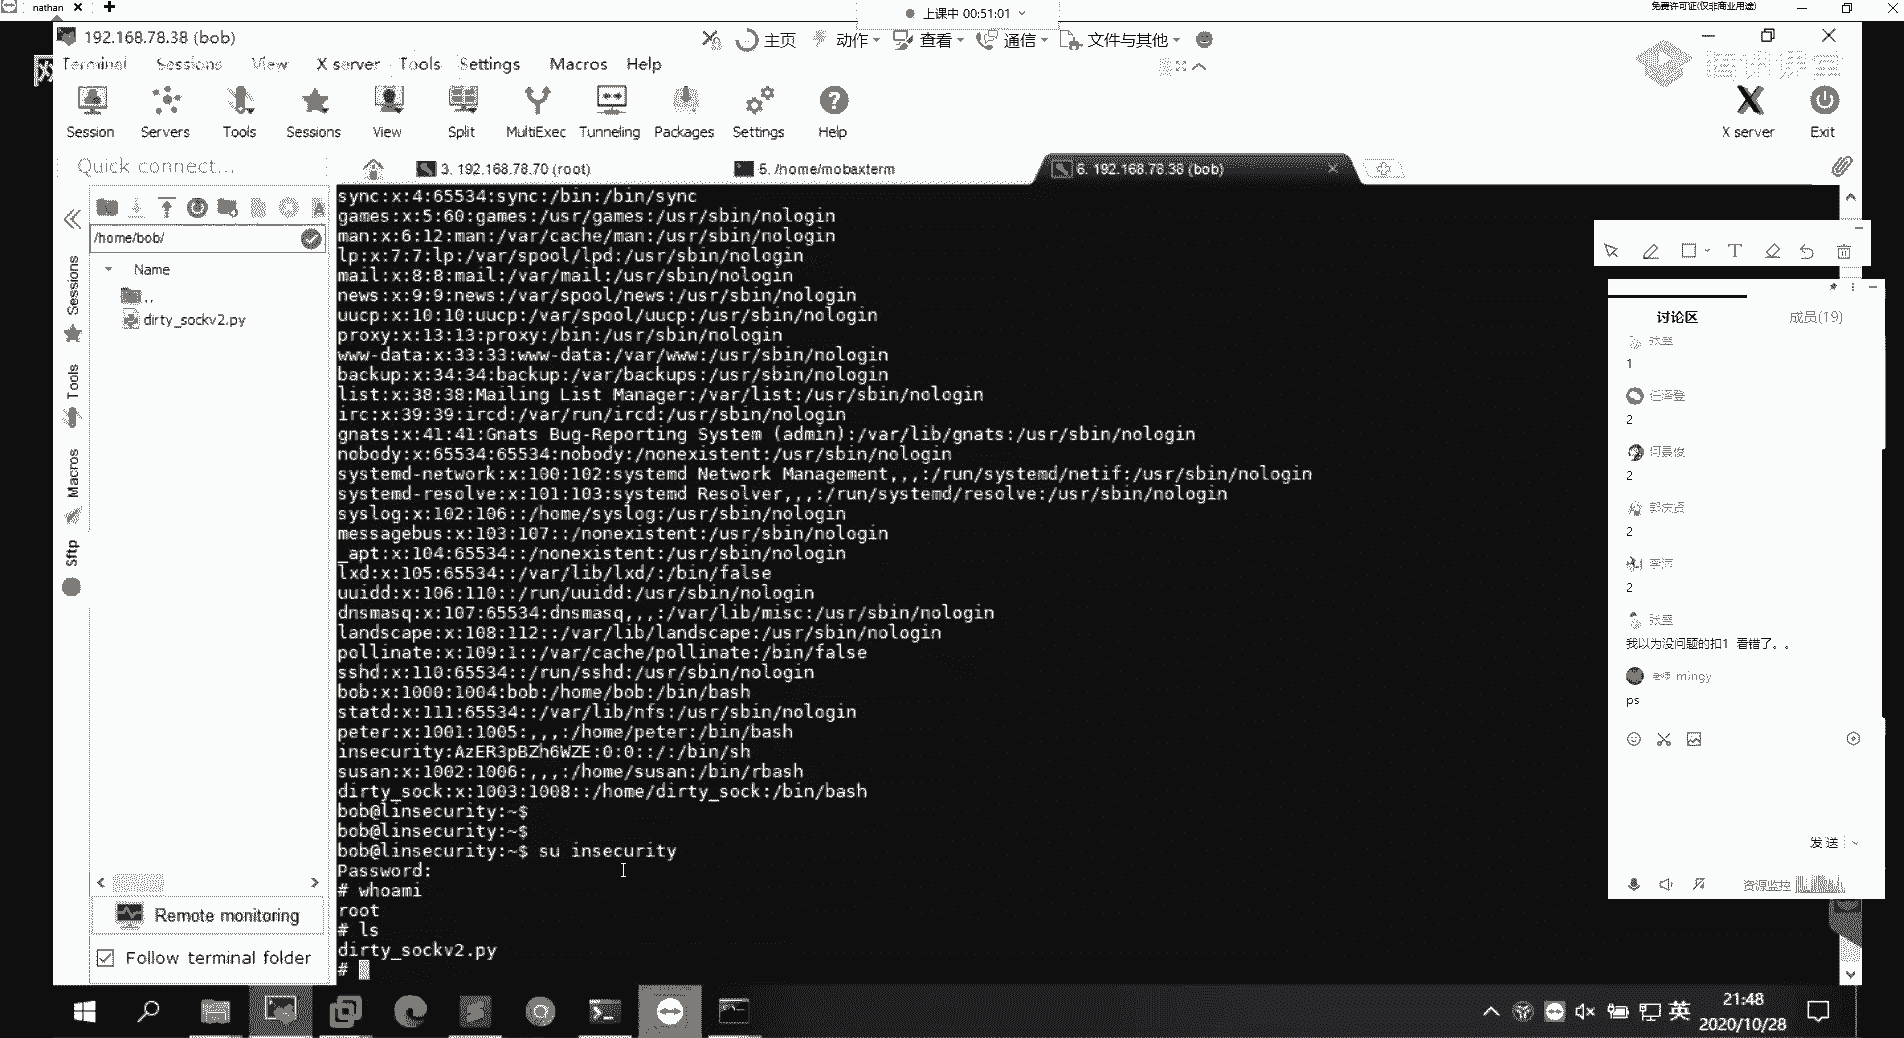 nathan
上课中 00:51:01
免费许可证(仅非商业用途)
192.168.78.38 (bob)
主页 动作 查看 通信 文件与其他
Terminal Sessions View X server Tools Settings Macros Help
Session Servers Tools Sessions View Split MultiExec Tunneling Packages Settings Help X server Exit
Quick connect...
3. 192.168.78.70 (root)
5. /home/mobaxterm
6. 192.168.78.38 (bob)
/home/bob/
Name
..
dirty_sockv2.py
Sessions
Tools
Macros
Sftp
Remote monitoring
Follow terminal folder
sync:x:4:65534:sync:/bin:/bin/sync
games:x:5:60:games:/usr/games:/usr/sbin/nologin
man:x:6:12:man:/var/cache/man:/usr/sbin/nologin
lp:x:7:7:lp:/var/spool/lpd:/usr/sbin/nologin
mail:x:8:8:mail:/var/mail:/usr/sbin/nologin
news:x:9:9:news:/var/spool/news:/usr/sbin/nologin
uucp:x:10:10:uucp:/var/spool/uucp:/usr/sbin/nologin
proxy:x:13:13:proxy:/bin:/usr/sbin/nologin
www-data:x:33:33:www-data:/var/www:/usr/sbin/nologin
backup:x:34:34:backup:/var/backups:/usr/sbin/nologin
list:x:38:38:Mailing List Manager:/var/list:/usr/sbin/nologin
irc:x:39:39:ircd:/var/run/ircd:/usr/sbin/nologin
gnats:x:41:41:Gnats Bug-Reporting System (admin):/var/lib/gnats:/usr/sbin/nologin
nobody:x:65534:65534:nobody:/nonexistent:/usr/sbin/nologin
systemd-network:x:100:102:systemd Network Management,,,:/run/systemd/netif:/usr/sbin/nologin
systemd-resolve:x:101:103:systemd Resolver,,,:/run/systemd/resolve:/usr/sbin/nologin
syslog:x:102:106::/home/syslog:/usr/sbin/nologin
messagebus:x:103:107::/nonexistent:/usr/sbin/nologin
_apt:x:104:65534::/nonexistent:/usr/sbin/nologin
lxd:x:105:65534::/var/lib/lxd/:/bin/false
uuidd:x:106:110::/run/uuidd:/usr/sbin/nologin
dnsmasq:x:107:65534:dnsmasq,,,:/var/lib/misc:/usr/sbin/nologin
landscape:x:108:112::/var/lib/landscape:/usr/sbin/nologin
pollinate:x:109:1::/var/cache/pollinate:/bin/false
sshd:x:110:65534::/run/sshd:/usr/sbin/nologin
bob:x:1000:1004:bob:/home/bob:/bin/bash
statd:x:111:65534::/var/lib/nfs:/usr/sbin/nologin
peter:x:1001:1005:,,,:/home/peter:/bin/bash
insecurity:AzER3pBZh6WZE:0:0::/:/bin/sh
susan:x:1002:1006:,,,:/home/susan:/bin/rbash
dirty_sock:x:1003:1008::/home/dirty_sock:/bin/bash
bob@linsecurity:~$
bob@linsecurity:~$
bob@linsecurity:~$ su insecurity
Password:
# whoami
root
# ls
dirty_sockv2.py
#
讨论区 成员(19)
1
2
2
2
2
我以为没问题的扣1 看错了。。
老师 mingy
ps
发送
资源监控
英
21:48
2020/10/28